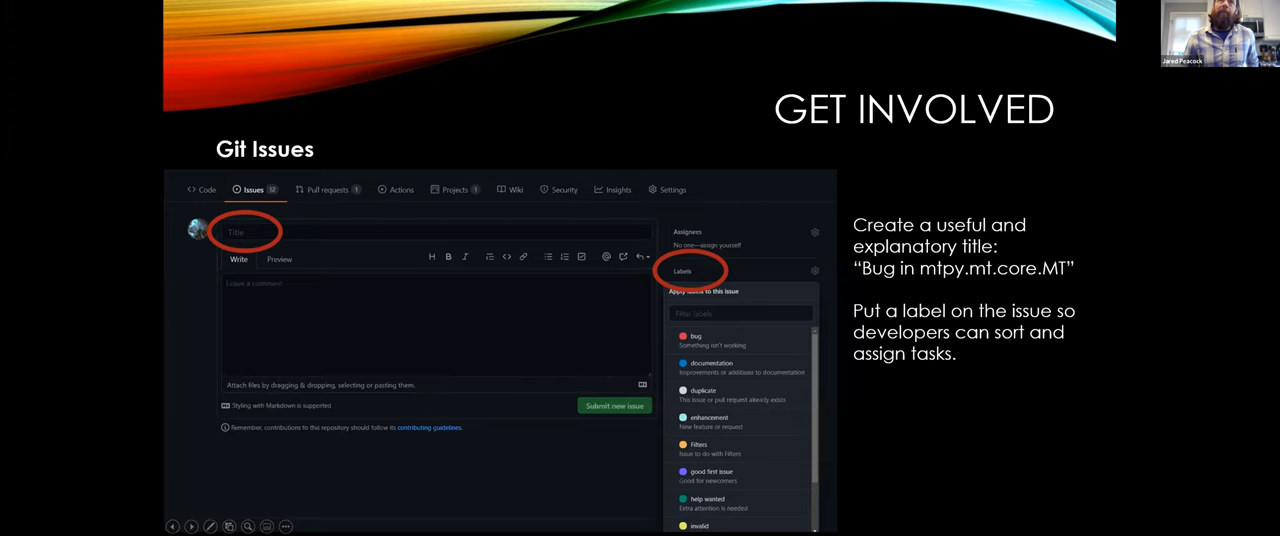 Jared Peacock
GET INVOLVED
Git Issues
Code
Issues 12
Pull requests 1
Actions
Projects 1
Wiki
Security
Insights
Settings
Title
Write
Preview
Leave a comment
Attach files by dragging & dropping, selecting or pasting them.
Styling with Markdown is supported
Submit new issue
Remember, contributions to this repository should follow its contributing guidelines.
Assignees
No one—assign yourself
Labels
Apply labels to this issue
Filter labels
bug
Something isn't working
documentation
Improvements or additions to documentation
duplicate
This issue or pull request already exists
enhancement
New feature or request
Filters
Issue to do with Filters
good first issue
Good for newcomers
help wanted
Extra attention is needed
invalid
Create a useful and
explanatory title:
“Bug in mtpy.mt.core.MT”
Put a label on the issue so
developers can sort and
assign tasks.